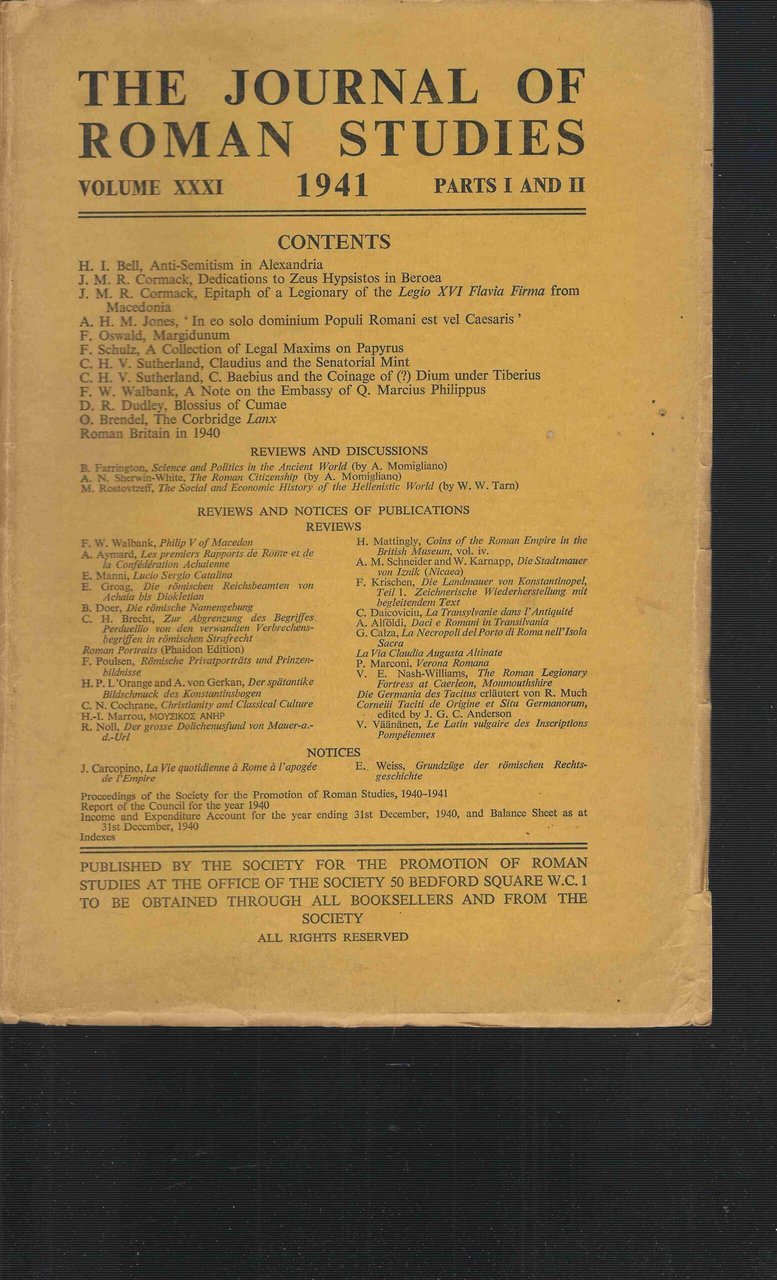 THE JOURNAL OF
ROMAN STUDIES
VOLUME XXXI 1941 PARTS I AND II
CONTENTS
H. I. Bell, Anti-Semitism in Alexandria
J. M. R. Cormack, Dedications to Zeus Hypsistos in Beroea
J. M. R. Cormack, Epitaph of a Legionary of the Legio XVI Flavia Firma from
Macedonia
A. H. M. Jones, ‘ In eo solo dominium Populi Romani est vel Caesaris ’
F. Oswald, Margidunum
F. Schulz, A Collection of Legal Maxims on Papyrus
C. H. V. Sutherland, Claudius and the Senatorial Mint
C. H. V. Sutherland, C. Baebius and the Coinage of (?) Dium under Tiberius
F. W. Walbank, A Note on the Embassy of Q. Marcius Philippus
D. R. Dudley, Blossius of Cumae
O. Brendel, The Corbridge Lanx
Roman Britain in 1940
REVIEWS AND DISCUSSIONS
B. Farrington, Science and Politics in the Ancient World (by A. Momigliano)
A. N. Sherwin-White, The Roman Citizenship (by A. Momigliano)
M. Rostovtzeff, The Social and Economic History of the Hellenistic World (by W. W. Tarn)
REVIEWS AND NOTICES OF PUBLICATIONS
REVIEWS
F. W. Walbank, Philip V of Macedon
A. Aymard, Les premiers Rapports de Rome et de
la Confédération Achaienne
E. Manni, Lucio Sergio Catalina
E. Groag, Die römischen Reichsbeamten von
Achaia bis Diokletian
B. Doer, Die römische Namengebung
C. H. Brecht, Zur Abgrenzung des Begriffes
Perduellio von den verwandten Verbrechens-
begriffen in römischen Strafrecht
Roman Portraits (Phaidon Edition)
F. Poulsen, Römische Privatporträts und Prinzen-
bildnisse
H. P. L'Orange and A. von Gerkan, Der spätantike
Bildschmuck des Konstantinsbogen
C. N. Cochrane, Christianity and Classical Culture
H.-I. Marrou, ΜΟΥΣΙΚΟΣ ΑΝΗΡ
R. Noll, Der grosse Dolichenusfund von Mauer-a.-
d.-Url
H. Mattingly, Coins of the Roman Empire in the
British Museum, vol. iv.
A. M. Schneider and W. Karnapp, Die Stadtmauer
von Iznik (Nicaea)
F. Krischen, Die Landmauer von Konstantinopel,
Teil 1. Zeichnerische Wiederherstellung mit
begleitendem Text
C. Daicoviciu, La Transylvanie dans l'Antiquité
A. Alföldi, Daci e Romani in Transilvania
G. Calza, La Necropoli del Porto di Roma nell'Isola
Sacra
La Via Claudia Augusta Altinate
P. Marconi, Verona Romana
V. E. Nash-Williams, The Roman Legionary
Fortress at Caerleon, Monmouthshire
Die Germania des Tacitus erläutert von R. Much
Cornelii Taciti de Origine et Situ Germanorum,
edited by J. G. C. Anderson
V. Väänänen, Le Latin vulgaire des Inscriptions
Pompéiennes
NOTICES
J. Carcopino, La Vie quotidienne à Rome à l'apogée
de l'Empire
E. Weiss, Grundzüge der römischen Rechts-
geschichte
Proceedings of the Society for the Promotion of Roman Studies, 1940–1941
Report of the Council for the year 1940
Income and Expenditure Account for the year ending 31st December, 1940, and Balance Sheet as at
31st December, 1940
Indexes
PUBLISHED BY THE SOCIETY FOR THE PROMOTION OF ROMAN
STUDIES AT THE OFFICE OF THE SOCIETY 50 BEDFORD SQUARE W.C. 1
TO BE OBTAINED THROUGH ALL BOOKSELLERS AND FROM THE
SOCIETY
ALL RIGHTS RESERVED